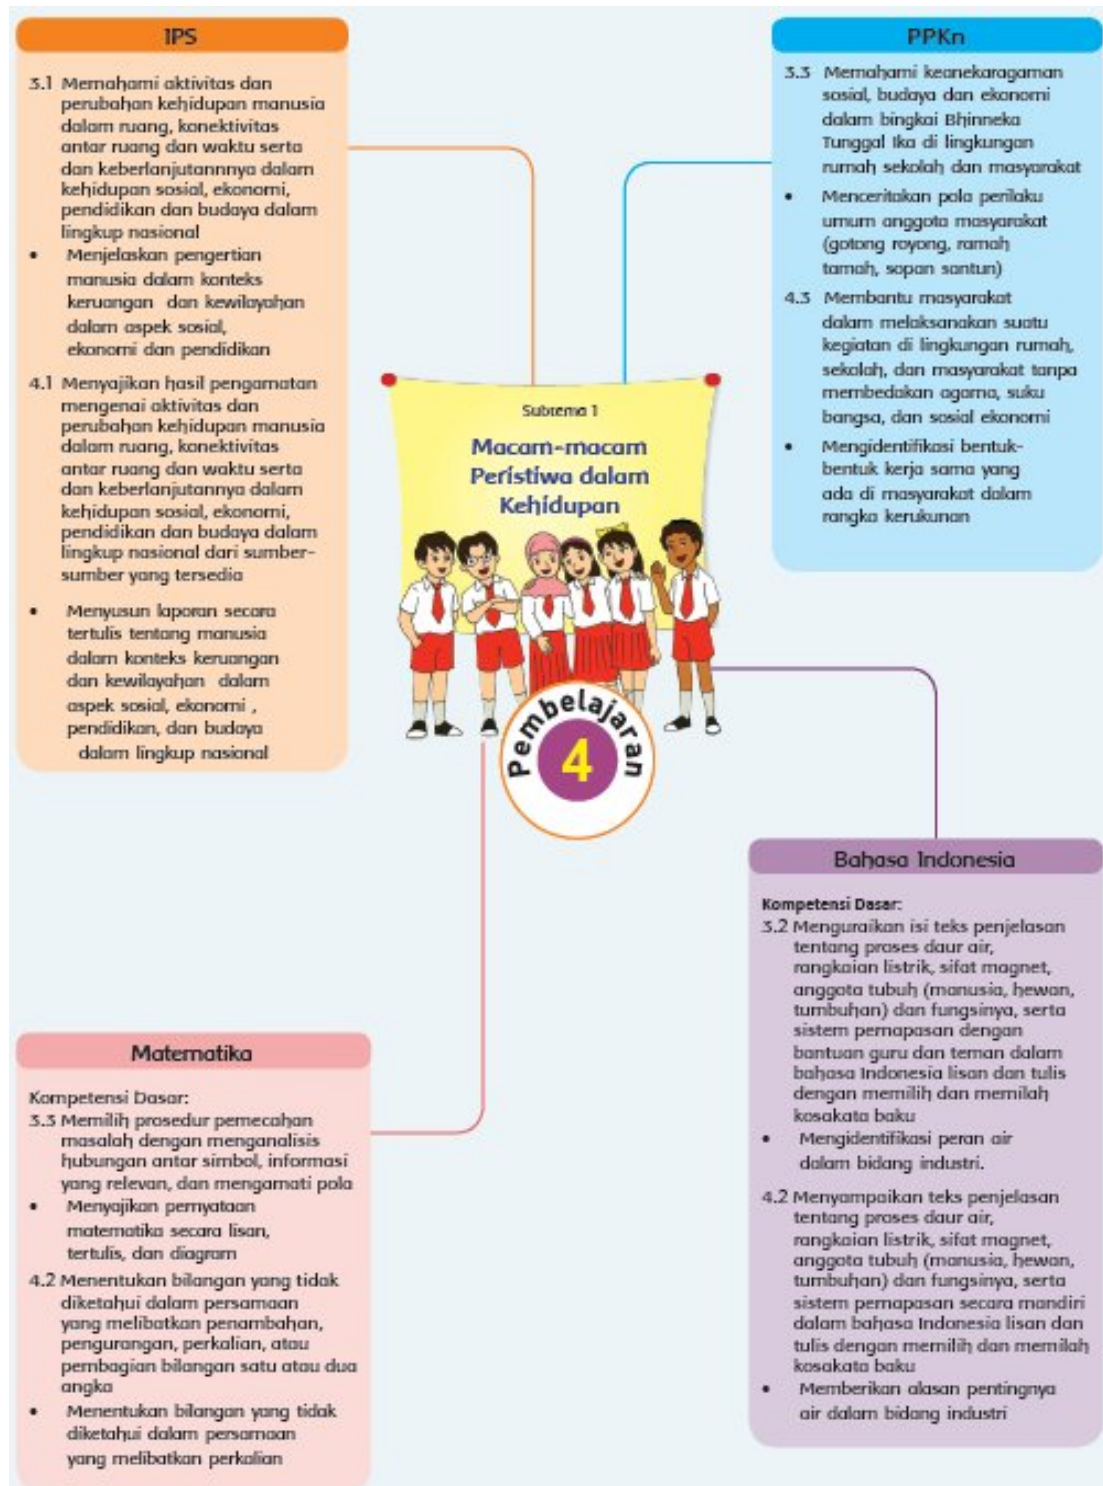 IPS
3.1 Memahami aktivitas dan
perubahan kehidupan manusia
dalam ruang, konektivitas
antar ruang dan waktu serta
dan keberlanjutannnya dalam
kehidupan sosial, ekonomi,
pendidikan dan budaya dalam
lingkup nasional
• Menjelaskan pengertian
manusia dalam konteks
keruangan dan kewilayahan
dalam aspek sosial,
ekonomi dan pendidikan
4.1 Menyajikan hasil pengamatan
mengenai aktivitas dan
perubahan kehidupan manusia
dalam ruang, konektivitas
antar ruang dan waktu serta
dan keberlanjutannya dalam
kehidupan sosial, ekonomi,
pendidikan dan budaya dalam
lingkup nasional dari sumber-
sumber yang tersedia
• Menyusun laporan secara
tertulis tentang manusia
dalam konteks keruangan
dan kewilayahan dalam
aspek sosial, ekonomi ,
pendidikan, dan budaya
dalam lingkup nasional
PPKn
3.3 Memahami keanekaragaman
sosial, budaya dan ekonomi
dalam bingkai Bhinneka
Tunggal Ika di lingkungan
rumah sekolah dan masyarakat
• Menceritakan pola perilaku
umum anggota masyarakat
(gotong royong, ramah
tamah, sopan santun)
4.3 Membantu masyarakat
dalam melaksanakan suatu
kegiatan di lingkungan rumah,
sekolah, dan masyarakat tanpa
membedakan agama, suku
bangsa, dan sosial ekonomi
• Mengidentifikasi bentuk-
bentuk kerja sama yang
ada di masyarakat dalam
rangka kerukunan
Subtema 1
Macam-macam
Peristiwa dalam
Kehidupan
Pembelajaran
4
Bahasa Indonesia
Kompetensi Dasar:
3.2 Menguraikan isi teks penjelasan
tentang proses daur air,
rangkaian listrik, sifat magnet,
anggota tubuh (manusia, hewan,
tumbuhan) dan fungsinya, serta
sistem pernapasan dengan
bantuan guru dan teman dalam
bahasa Indonesia lisan dan tulis
dengan memilih dan memilah
kosakata baku
• Mengidentifikasi peran air
dalam bidang industri.
4.2 Menyampaikan teks penjelasan
tentang proses daur air,
rangkaian listrik, sifat magnet,
anggota tubuh (manusia, hewan,
tumbuhan) dan fungsinya, serta
sistem pernapasan secara mandiri
dalam bahasa Indonesia lisan dan
tulis dengan memilih dan memilah
kosakata baku
• Memberikan alasan pentingnya
air dalam bidang industri
Matematika
Kompetensi Dasar:
3.3 Memilih prosedur pemecahan
masalah dengan menganalisis
hubungan antar simbol, informasi
yang relevan, dan mengamati pola
• Menyajikan pernyataan
matematika secara lisan,
tertulis, dan diagram
4.2 Menentukan bilangan yang tidak
diketahui dalam persamaan
yang melibatkan penambahan,
pengurangan, perkalian, atau
pembagian bilangan satu atau dua
angka
• Menentukan bilangan yang tidak
diketahui dalam persamaan
yang melibatkan perkalian